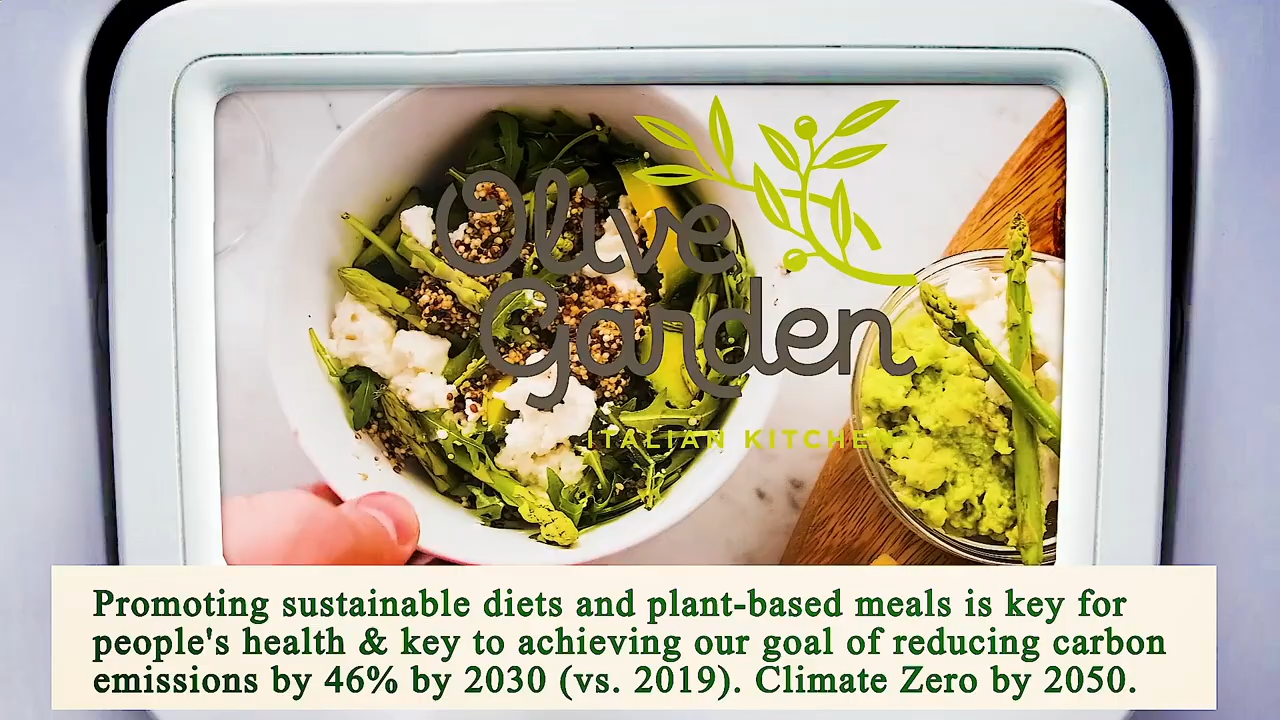 Olive
Garden
ITALIAN KITCHEN
Promoting sustainable diets and plant-based meals is key for
people's health & key to achieving our goal of reducing carbon
emissions by 46% by 2030 (vs. 2019). Climate Zero by 2050.